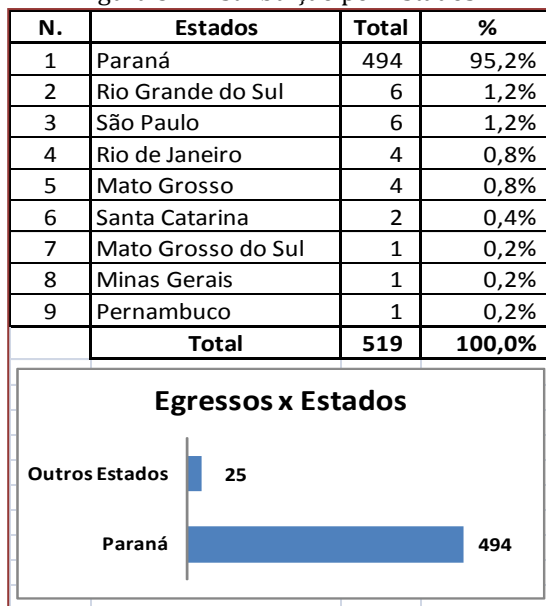 N. Estados Total %
1 Paraná 494 95,2%
2 Rio Grande do Sul 6 1,2%
3 São Paulo 6 1,2%
4 Rio de Janeiro 4 0,8%
5 Mato Grosso 4 0,8%
6 Santa Catarina 2 0,4%
7 Mato Grosso do Sul 1 0,2%
8 Minas Gerais 1 0,2%
9 Pernambuco 1 0,2%
Total 519 100,0%
Egressos x Estados
Outros Estados 25
Paraná 494